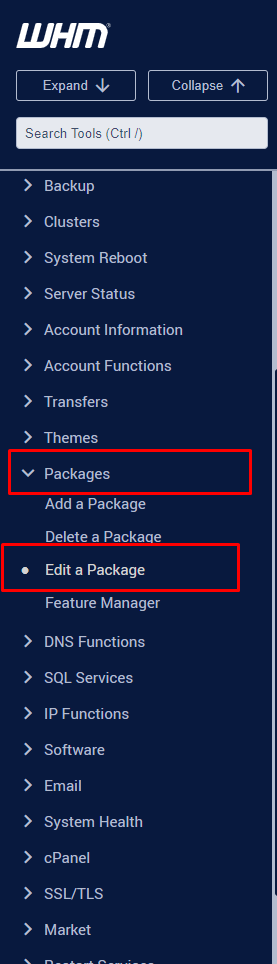 WHM
Expand
Collapse
Search Tools (Ctrl /)
Backup
Clusters
System Reboot
Server Status
Account Information
Account Functions
Transfers
Themes
Packages
Add a Package
Delete a Package
Edit a Package
Feature Manager
DNS Functions
SQL Services
IP Functions
Software
Email
System Health
cPanel
SSL/TLS
Market
Restart Services